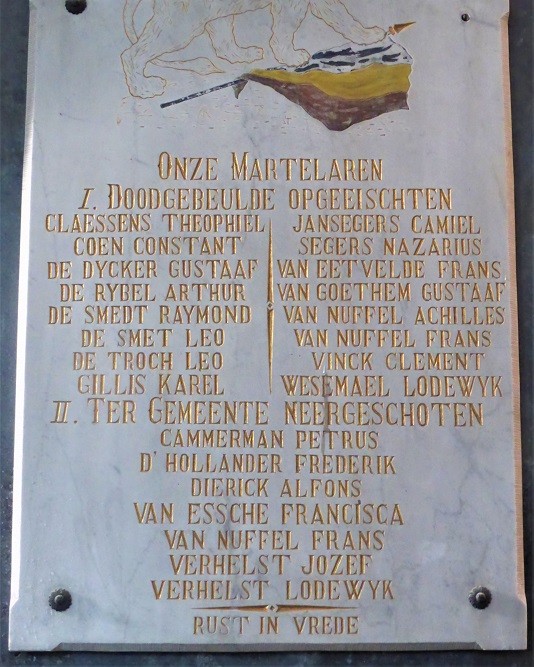 ONZE MARTELAREN
I. DOODGEBEULDE OPGEEISCHTEN
CLAESSENS THEOPHIEL
COEN CONSTANT
DE DYCKER GUSTAAF
DE RYBEL ARTHUR
DE SMEDT RAYMOND
DE SMET LEO
DE TROCH LEO
GILLIS KAREL
JANSEGERS CAMIEL
SEGERS NAZARIUS
VAN EETVELDE FRANS
VAN GOETHEM GUSTAAF
VAN NUFFEL ACHILLES
VAN NUFFEL FRANS
VINCK CLEMENT
WESEMAEL LODEWYK
II. TER GEMEENTE NEERGESCHOTEN
CAMMERMAN PETRUS
D'HOLLANDER FREDERIK
DIERICK ALFONS
VAN ESSCHE FRANCISCA
VAN NUFFEL FRANS
VERHELST JOZEF
VERHELST LODEWYK
RUST IN VREDE